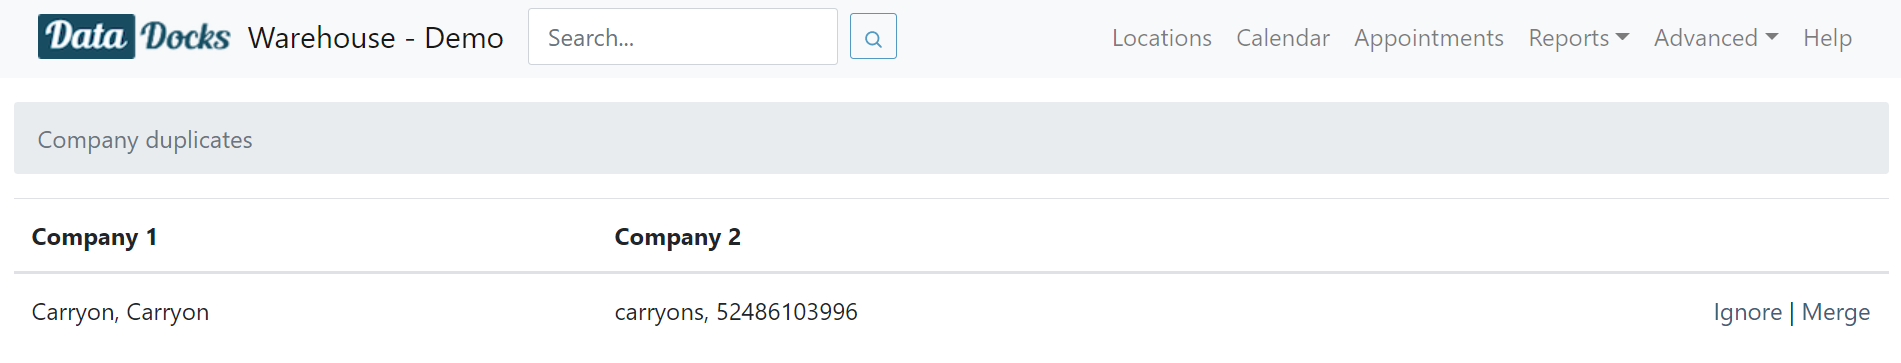 Data Docks Warehouse - Demo Search... Locations Calendar Appointments Reports Advanced Help
Company duplicates
Company 1 Company 2
Carryon, Carryon carryons, 52486103996 Ignore | Merge